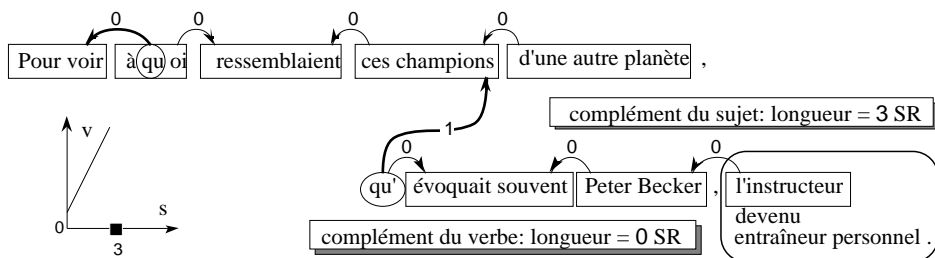 0 0 0 0
Pour voir à qu oi ressemblaient ces champions d'une autre planète ,
complément du sujet: longueur = 3 SR
v
1
0 0 0
qu' évoquait souvent Peter Becker , l'instructeur
s
devenu
0
3
entraîneur personnel .
complément du verbe: longueur = 0 SR